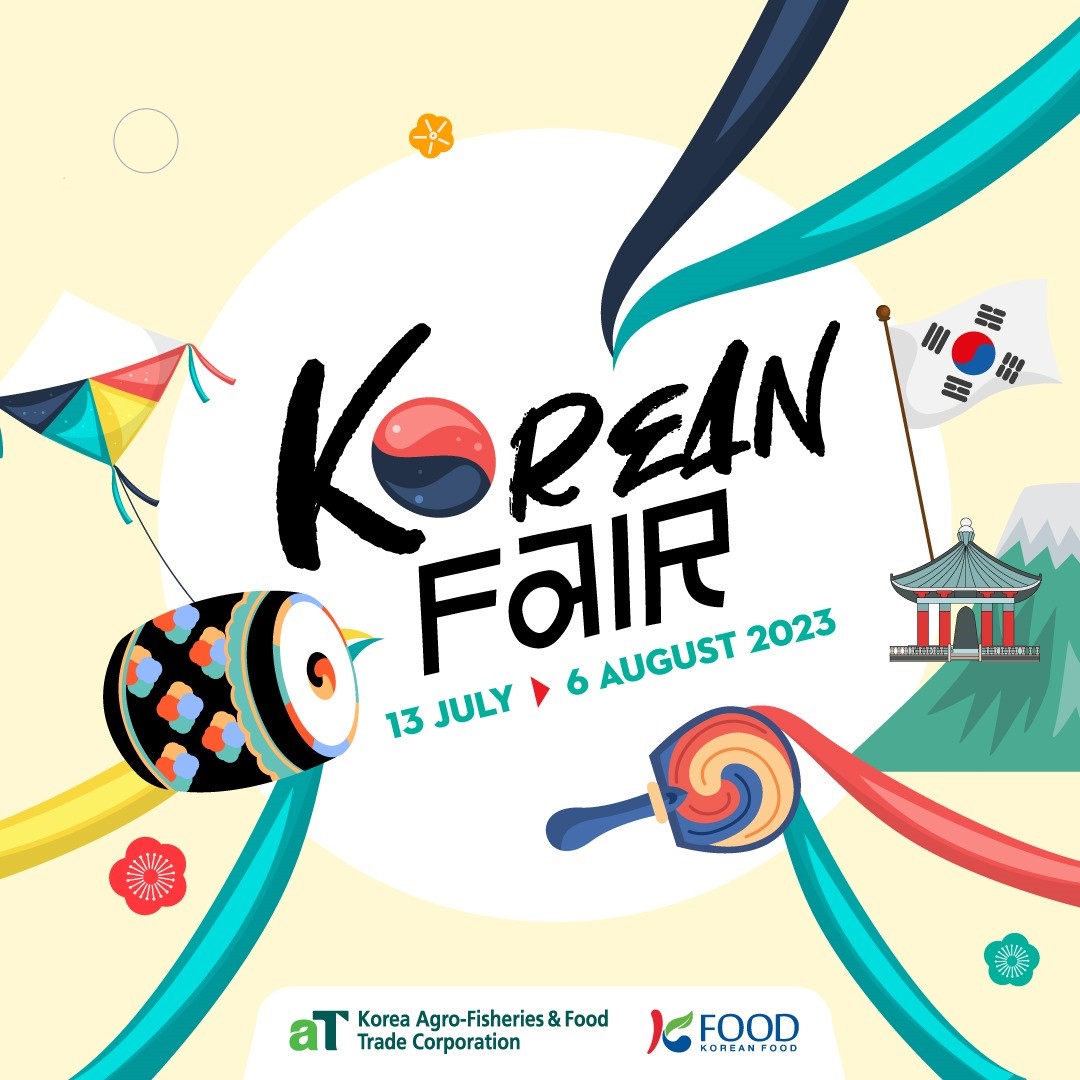 KOREAN
FAIR
13 JULY ▶ 6 AUGUST 2023
aT Korea Agro-Fisheries & Food
Trade Corporation
K FOOD
KOREAN FOOD